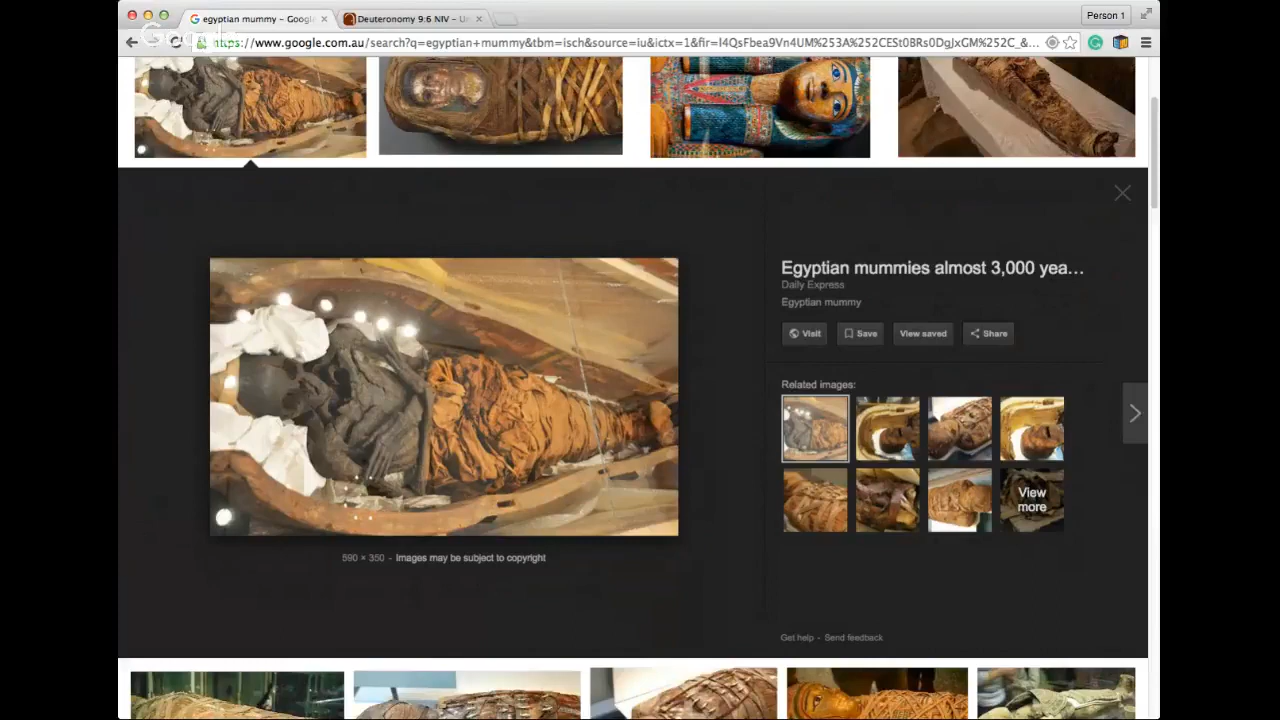 egyptian mummy - Googl
Deuteronomy 9:6 NIV - Un
Person 1
Google
https://www.google.com.au/search?q=egyptian+mummy&tbm=isch&source=iu&ictx=1&fir=I4QsFbea9Vn4UM%253A%252CESt0BRs0DgJxGM%252C_&...
Egyptian mummies almost 3,000 yea...
Daily Express
Egyptian mummy
Visit Save View saved Share
Related images:
View
more
590 × 350 - Images may be subject to copyright
Get help - Send feedback